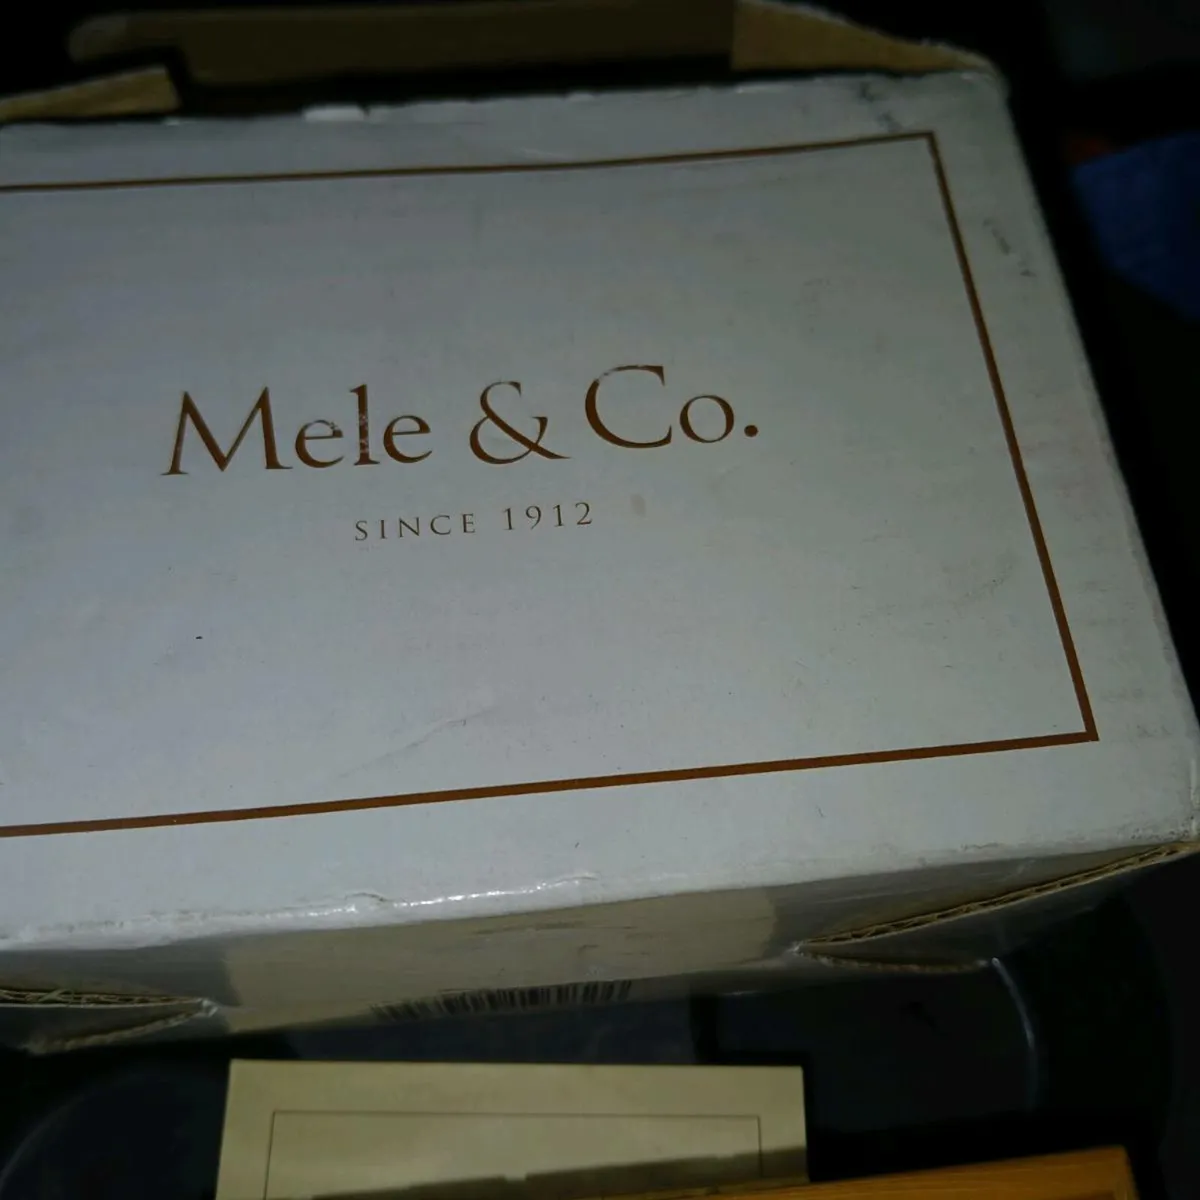 Mele & Co.
SINCE 1912